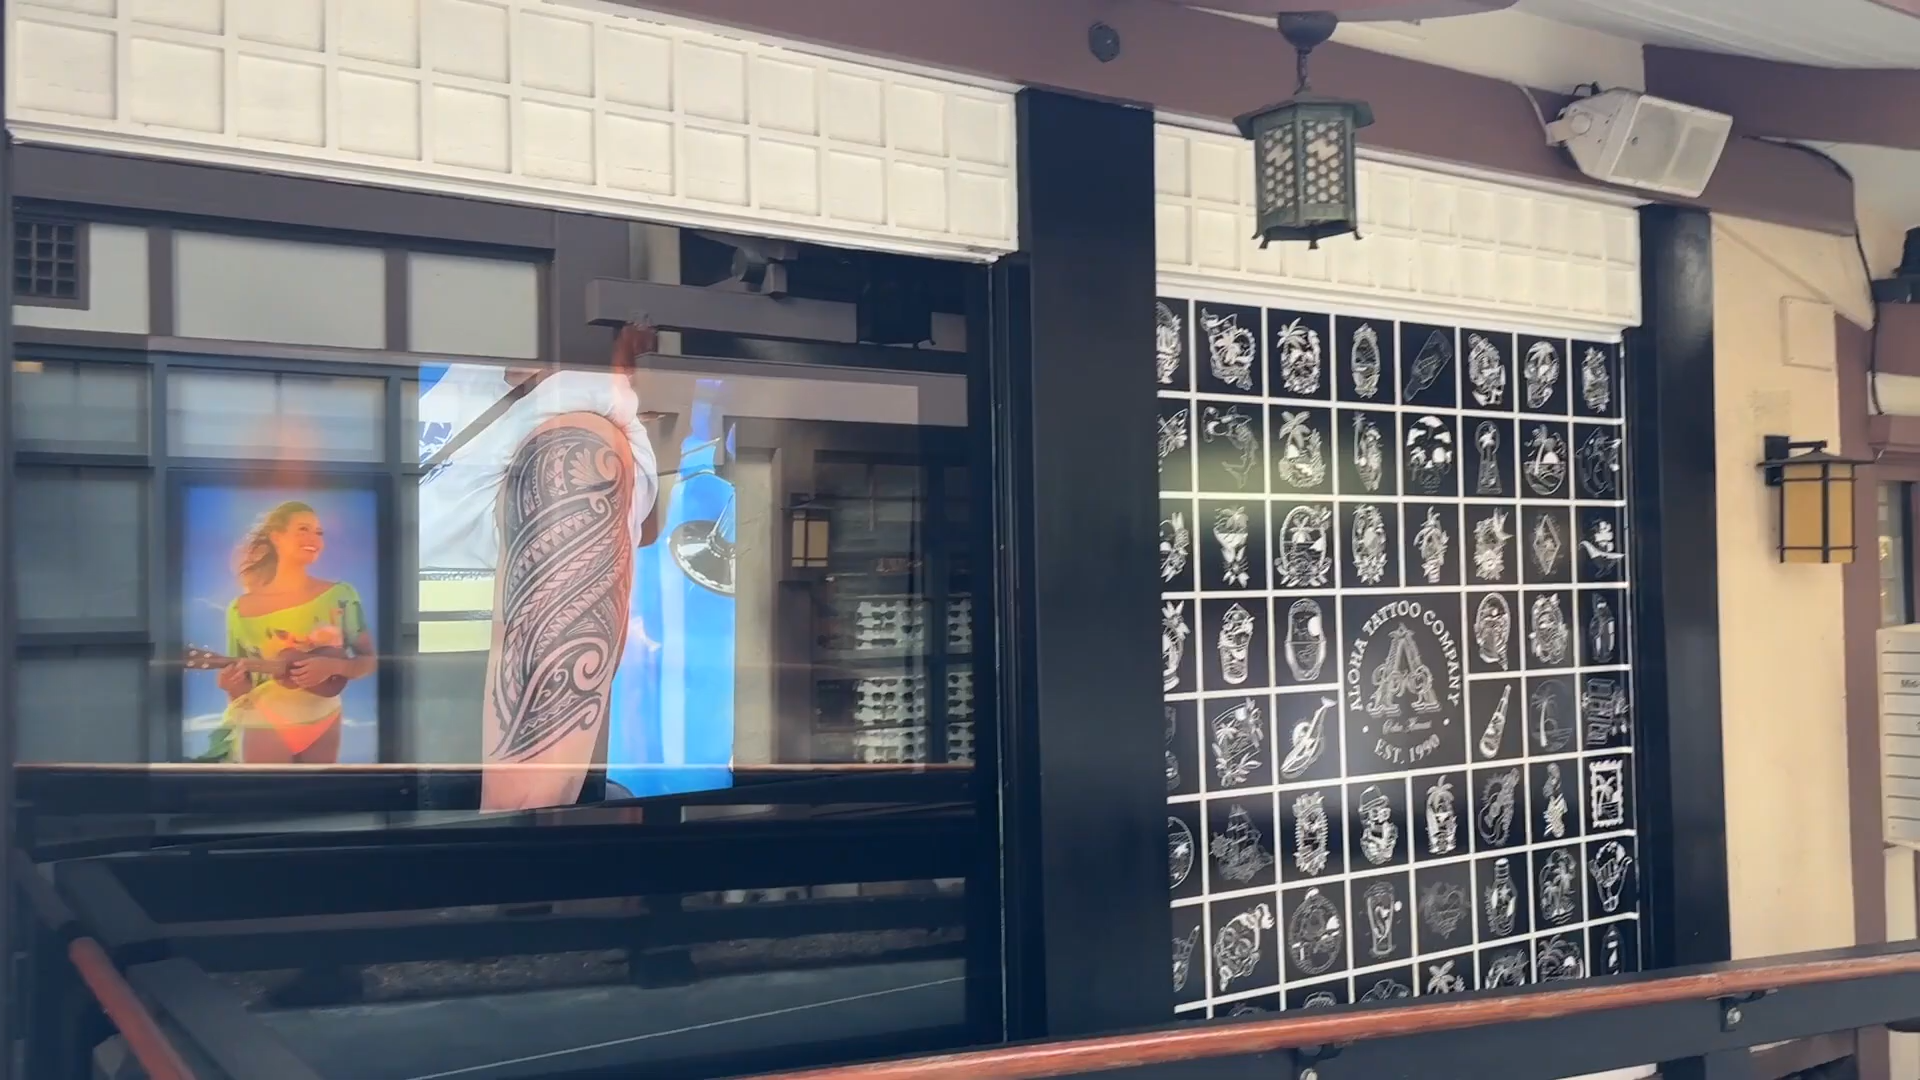 ALOHA TATTOO COMPANY
Oahu, Hawaii
• EST. 1990 •